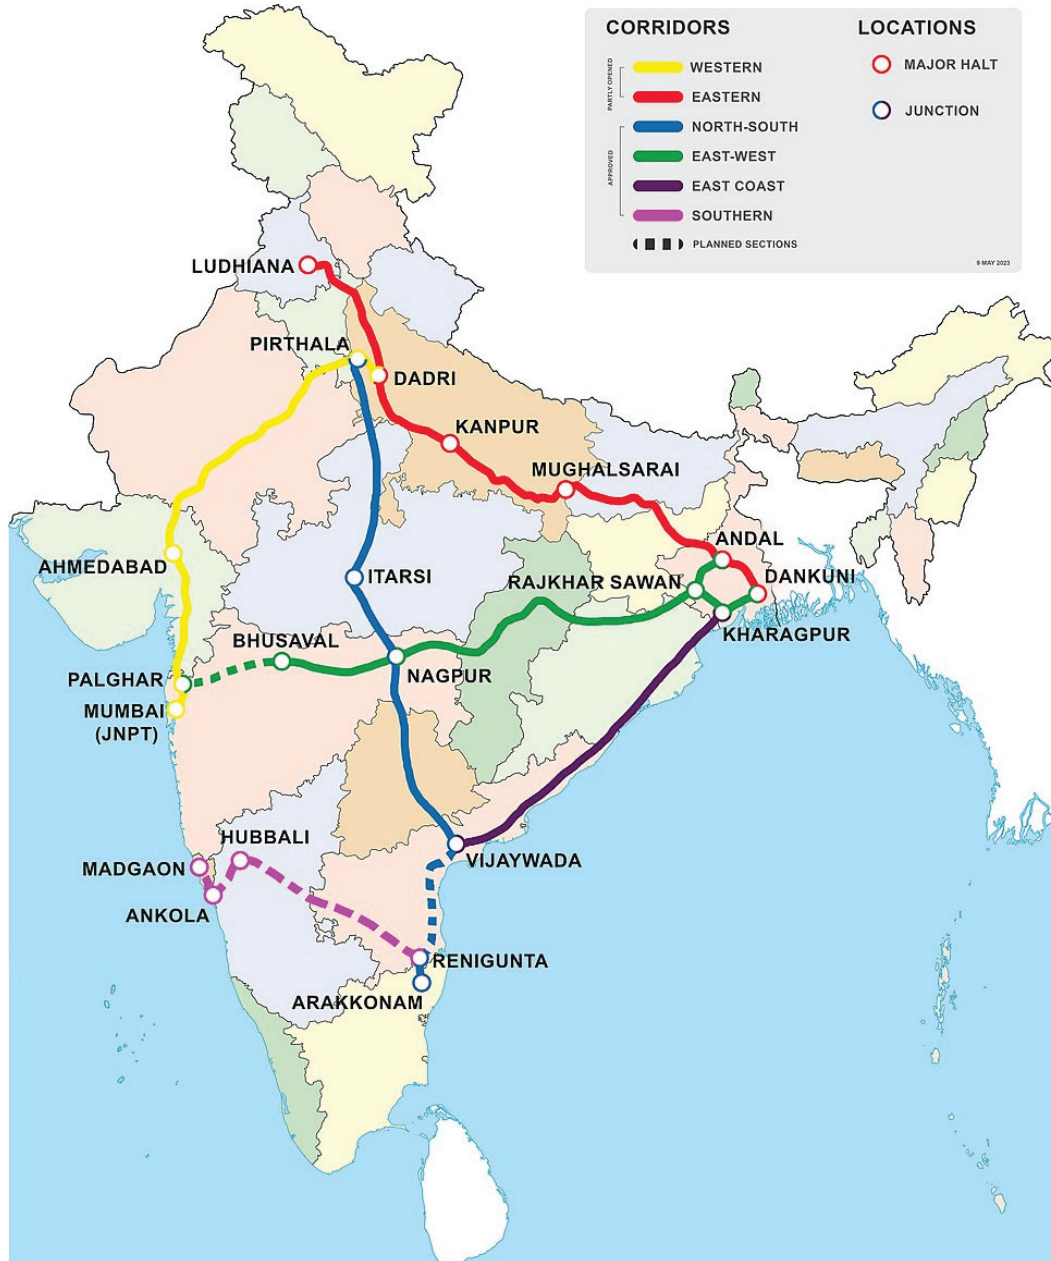 CORRIDORS
LOCATIONS
PARTLY OPENED
WESTERN
EASTERN
APPROVED
NORTH-SOUTH
EAST-WEST
EAST COAST
SOUTHERN
PLANNED SECTIONS
MAJOR HALT
JUNCTION
9 MAY 2023
LUDHIANA
PIRTHALA
DADRI
KANPUR
MUGHALSARAI
ANDAL
AHMEDABAD
ITARSI
RAJKHAR SAWAN
DANKUNI
KHARAGPUR
BHUSAVAL
NAGPUR
PALGHAR
MUMBAI
(JNPT)
HUBBALI
VIJAYWADA
MADGAON
ANKOLA
RENIGUNTA
ARAKKONAM